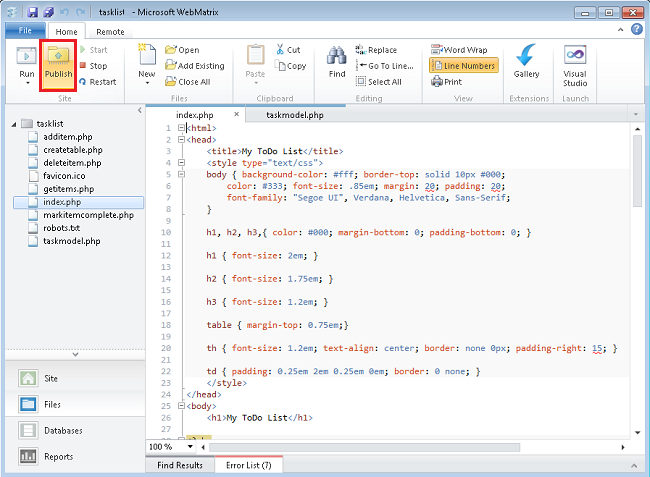 tasklist - Microsoft WebMatrix
File Home Remote
Run Publish Start Stop Restart New Open Add Existing Close All Paste Cut Copy Find Replace Go To Line... Select All Word Wrap Line Numbers Print Gallery Visual Studio
Site Files Clipboard Editing View Extensions Launch
index.php × taskmodel.php
tasklist
additem.php
createtable.php
deleteitem.php
favicon.ico
getitems.php
index.php
markitemcomplete.php
robots.txt
taskmodel.php
Site
Files
Databases
Reports
1 <html>
2 <head>
3 <title>My ToDo List</title>
4 <style type="text/css">
5 body { background-color: #fff; border-top: solid 10px #000;
6 color: #333; font-size: .85em; margin: 20; padding: 20;
7 font-family: "Segoe UI", Verdana, Helvetica, Sans-Serif;
8 }
9
10 h1, h2, h3,{ color: #000; margin-bottom: 0; padding-bottom: 0; }
11
12 h1 { font-size: 2em; }
13
14 h2 { font-size: 1.75em; }
15
16 h3 { font-size: 1.2em; }
17
18 table { margin-top: 0.75em;}
19
20 th { font-size: 1.2em; text-align: center; border: none 0px; padding-right: 15; }
21
22 td { padding: 0.25em 2em 0.25em 0em; border: 0 none; }
23 </style>
24 </head>
25 <body>
26 <h1>My ToDo List</h1>
27
100 %
Find Results Error List (7)